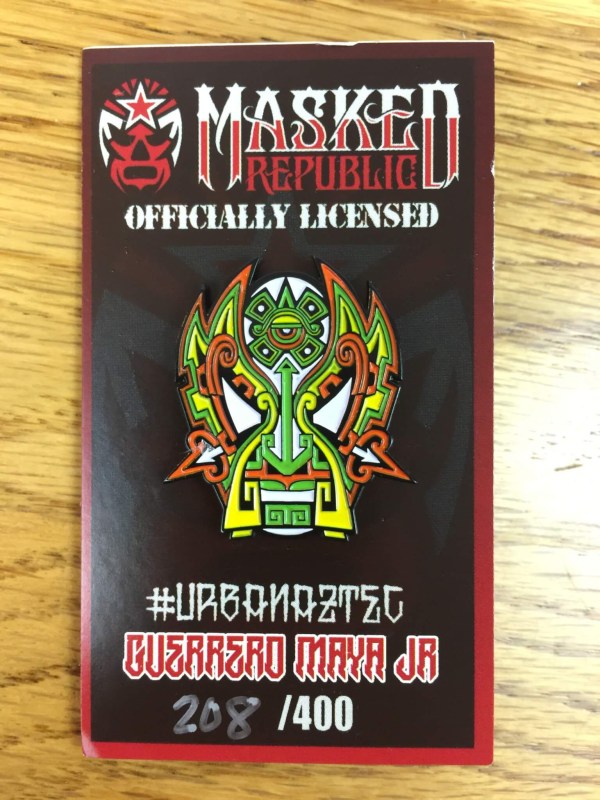 MASKED
REPUBLIC
OFFICIALLY LICENSED
#URBANAZTEC
GUERRERO MAYA JR
208 /400